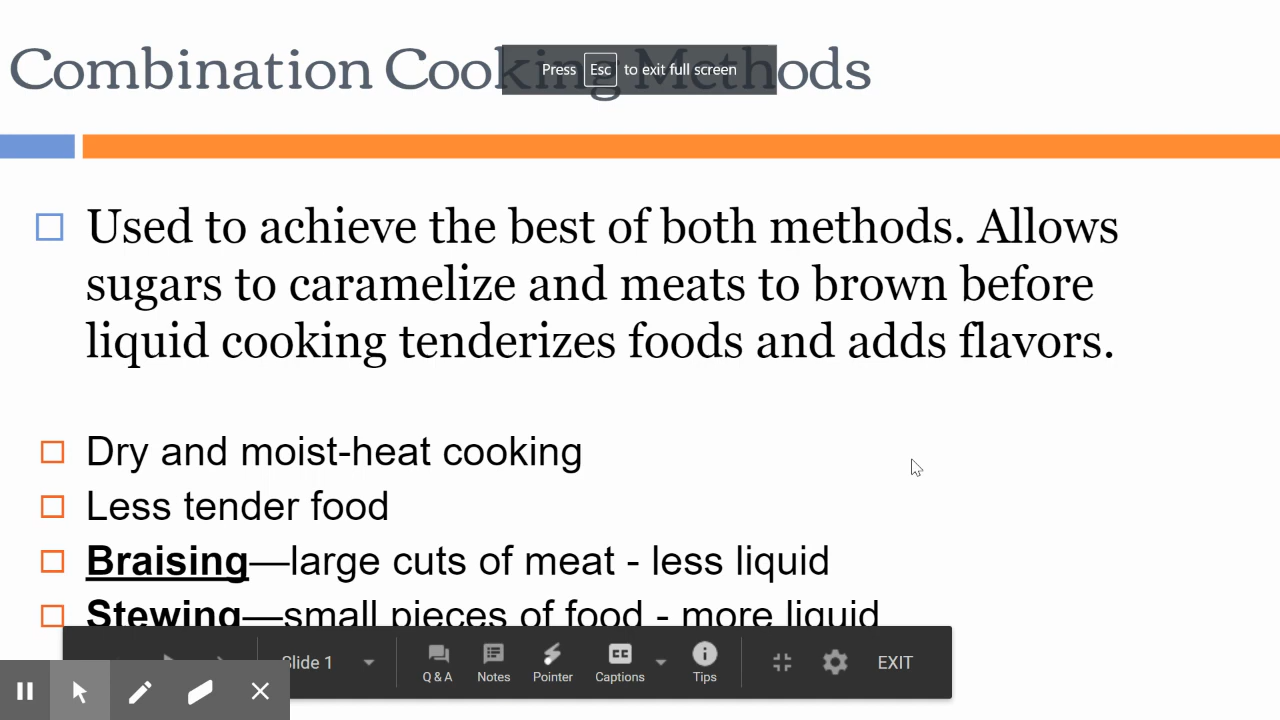 Combination Cooking Methods
Press Esc to exit full screen
Used to achieve the best of both methods. Allows
sugars to caramelize and meats to brown before
liquid cooking tenderizes foods and adds flavors.
Dry and moist-heat cooking
Less tender food
Braising—large cuts of meat - less liquid
Stewing—small pieces of food - more liquid
Slide 1
Q & A
Notes
Pointer
CC
Captions
Tips
EXIT